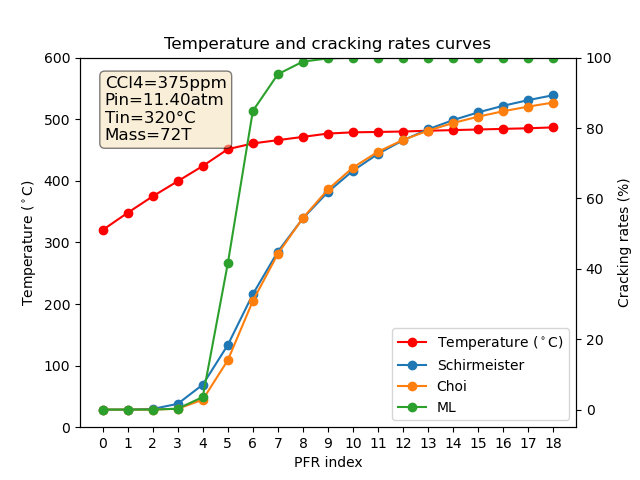 Temperature and cracking rates curves
CCl4=375ppm
Pin=11.40atm
Tin=320°C
Mass=72T
600
500
400
300
200
100
0
Temperature (°C)
100
80
60
40
20
0
Cracking rates (%)
Temperature (°C)
Schirmeister
Choi
ML
0 1 2 3 4 5 6 7 8 9 10 11 12 13 14 15 16 17 18
PFR index